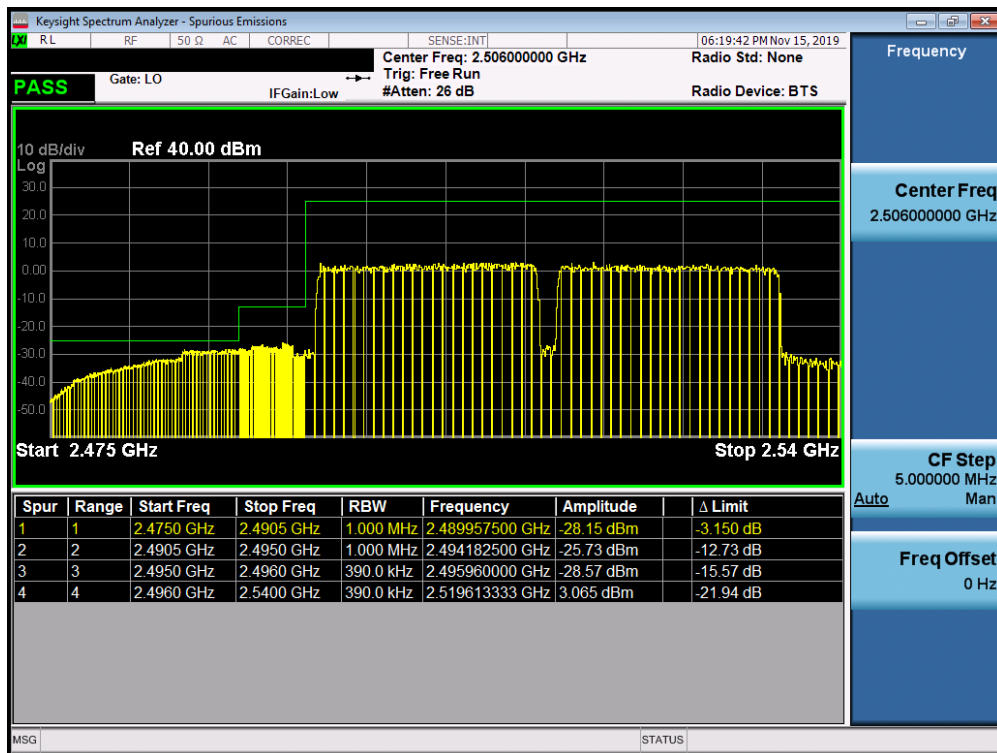 Keysight Spectrum Analyzer - Spurious Emissions
LXI RL RF 50 Ω AC CORREC SENSE:INT 06:19:42 PM Nov 15, 2019
Center Freq: 2.506000000 GHz Radio Std: None
Gate: LO Trig: Free Run
PASS IFGain:Low #Atten: 26 dB Radio Device: BTS
10 dB/div Ref 40.00 dBm
Log
30.0
20.0
10.0
0.00
-10.0
-20.0
-30.0
-40.0
-50.0
Start 2.475 GHz Stop 2.54 GHz
Spur Range Start Freq Stop Freq RBW Frequency Amplitude Δ Limit
1 1 2.4750 GHz 2.4905 GHz 1.000 MHz 2.489957500 GHz -28.15 dBm -3.150 dB
2 2 2.4905 GHz 2.4950 GHz 1.000 MHz 2.494182500 GHz -25.73 dBm -12.73 dB
3 3 2.4950 GHz 2.4960 GHz 390.0 kHz 2.495960000 GHz -28.57 dBm -15.57 dB
4 4 2.4960 GHz 2.5400 GHz 390.0 kHz 2.519613333 GHz 3.065 dBm -21.94 dB
MSG STATUS
Frequency
Center Freq
2.506000000 GHz
CF Step
5.000000 MHz
Auto Man
Freq Offset
0 Hz